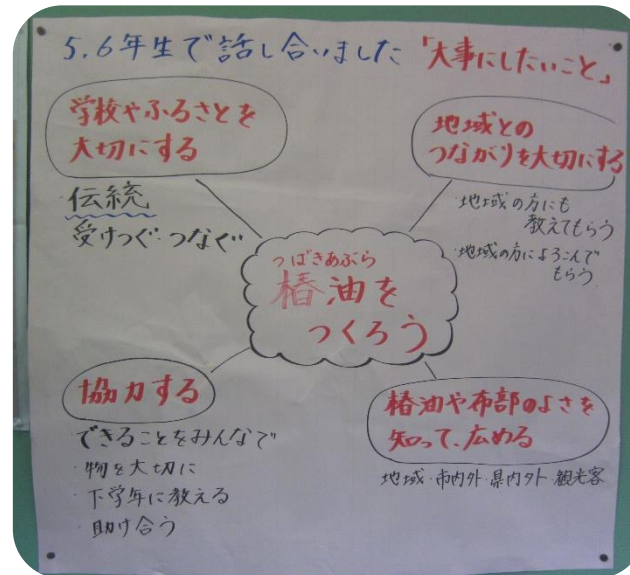 5.6年生で話し合いました「大事にしたいこと」
学校やふるさとを
大切にする
伝統
受けつぐ・つなぐ
地域との
つながりを大切にする
・地域の方にも
教えてもらう
・地域の方によろこんで
もらう
つばきあぶら
椿油を
つくろう
協力する
できることをみんなで
・物を大切に
・下学年に教える
・助け合う
椿油や布部のよさを
知って、広める
地域・市内外・県内外・観光客